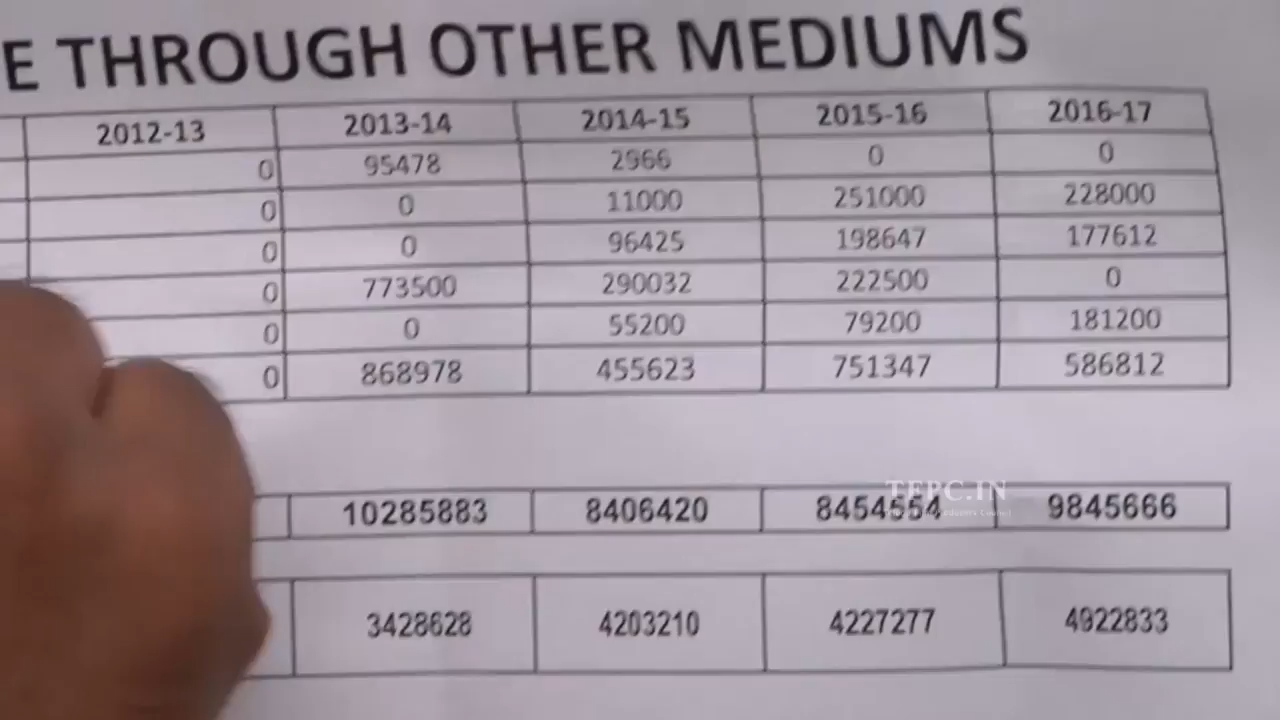 E THROUGH OTHER MEDIUMS
2012-13 2013-14 2014-15 2015-16 2016-17
0 95478 2966 0 0
0 0 11000 251000 228000
0 0 96425 198647 177612
0 773500 290032 222500 0
0 0 55200 79200 181200
0 868978 455623 751347 586812
TFPC.IN
10285883 8406420 8454554 9845666
3428628 4203210 4227277 4922833